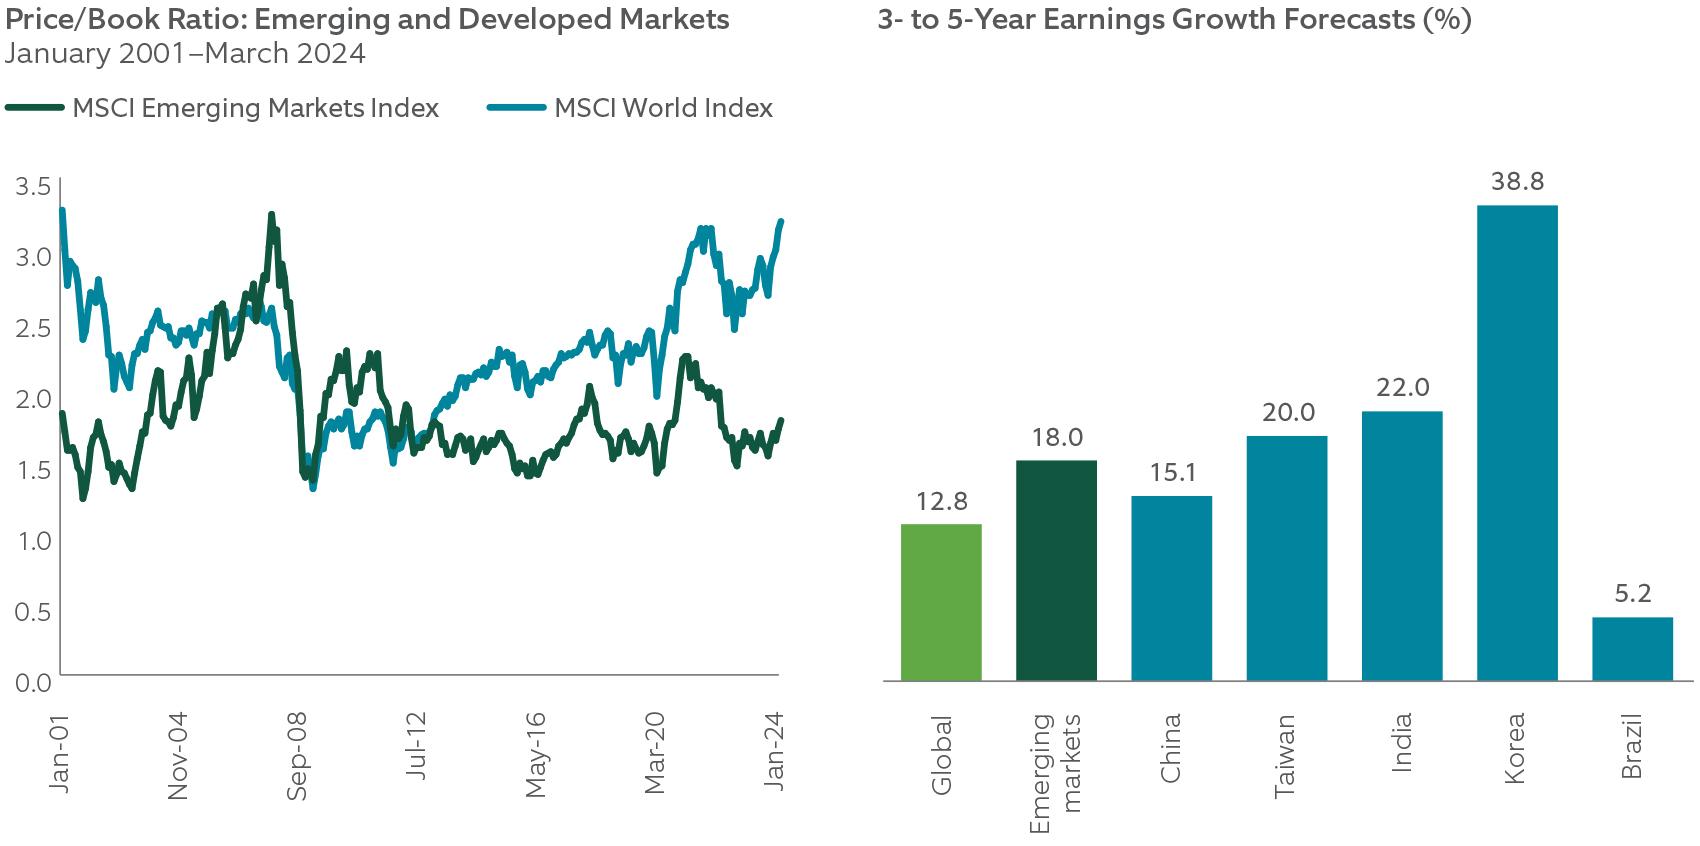 Price/Book Ratio: Emerging and Developed Markets
January 2001–March 2024
MSCI Emerging Markets Index
MSCI World Index
3.5
3.0
2.5
2.0
1.5
1.0
0.5
0.0
Jan-01
Nov-04
Sep-08
Jul-12
May-16
Mar-20
Jan-24
3- to 5-Year Earnings Growth Forecasts (%)
12.8
18.0
15.1
20.0
22.0
38.8
5.2
Global
Emerging
markets
China
Taiwan
India
Korea
Brazil